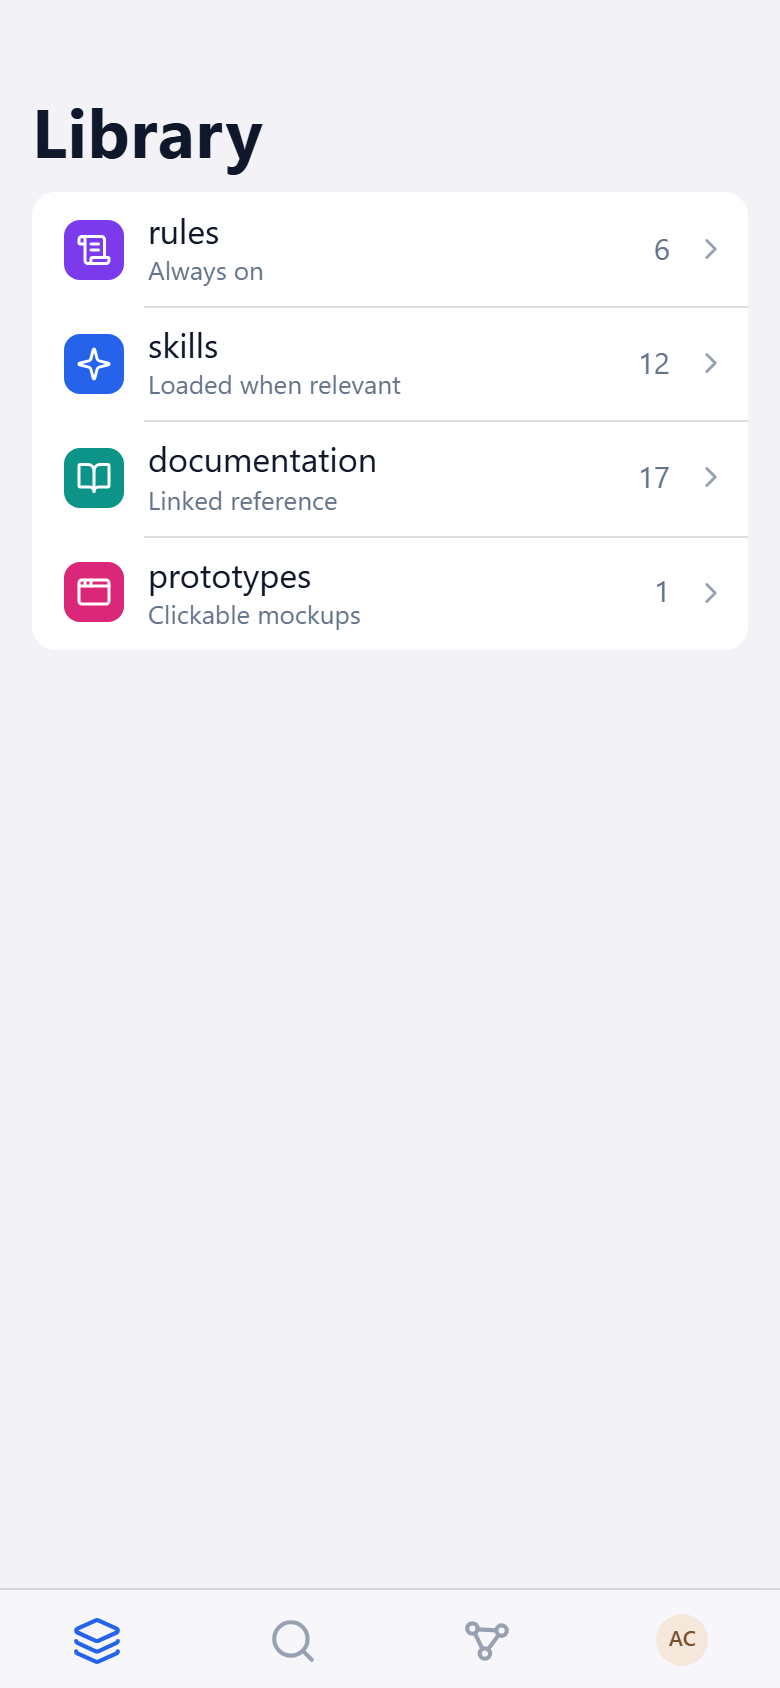 Library
rules
Always on
6
skills
Loaded when relevant
12
documentation
Linked reference
17
prototypes
Clickable mockups
1
AC